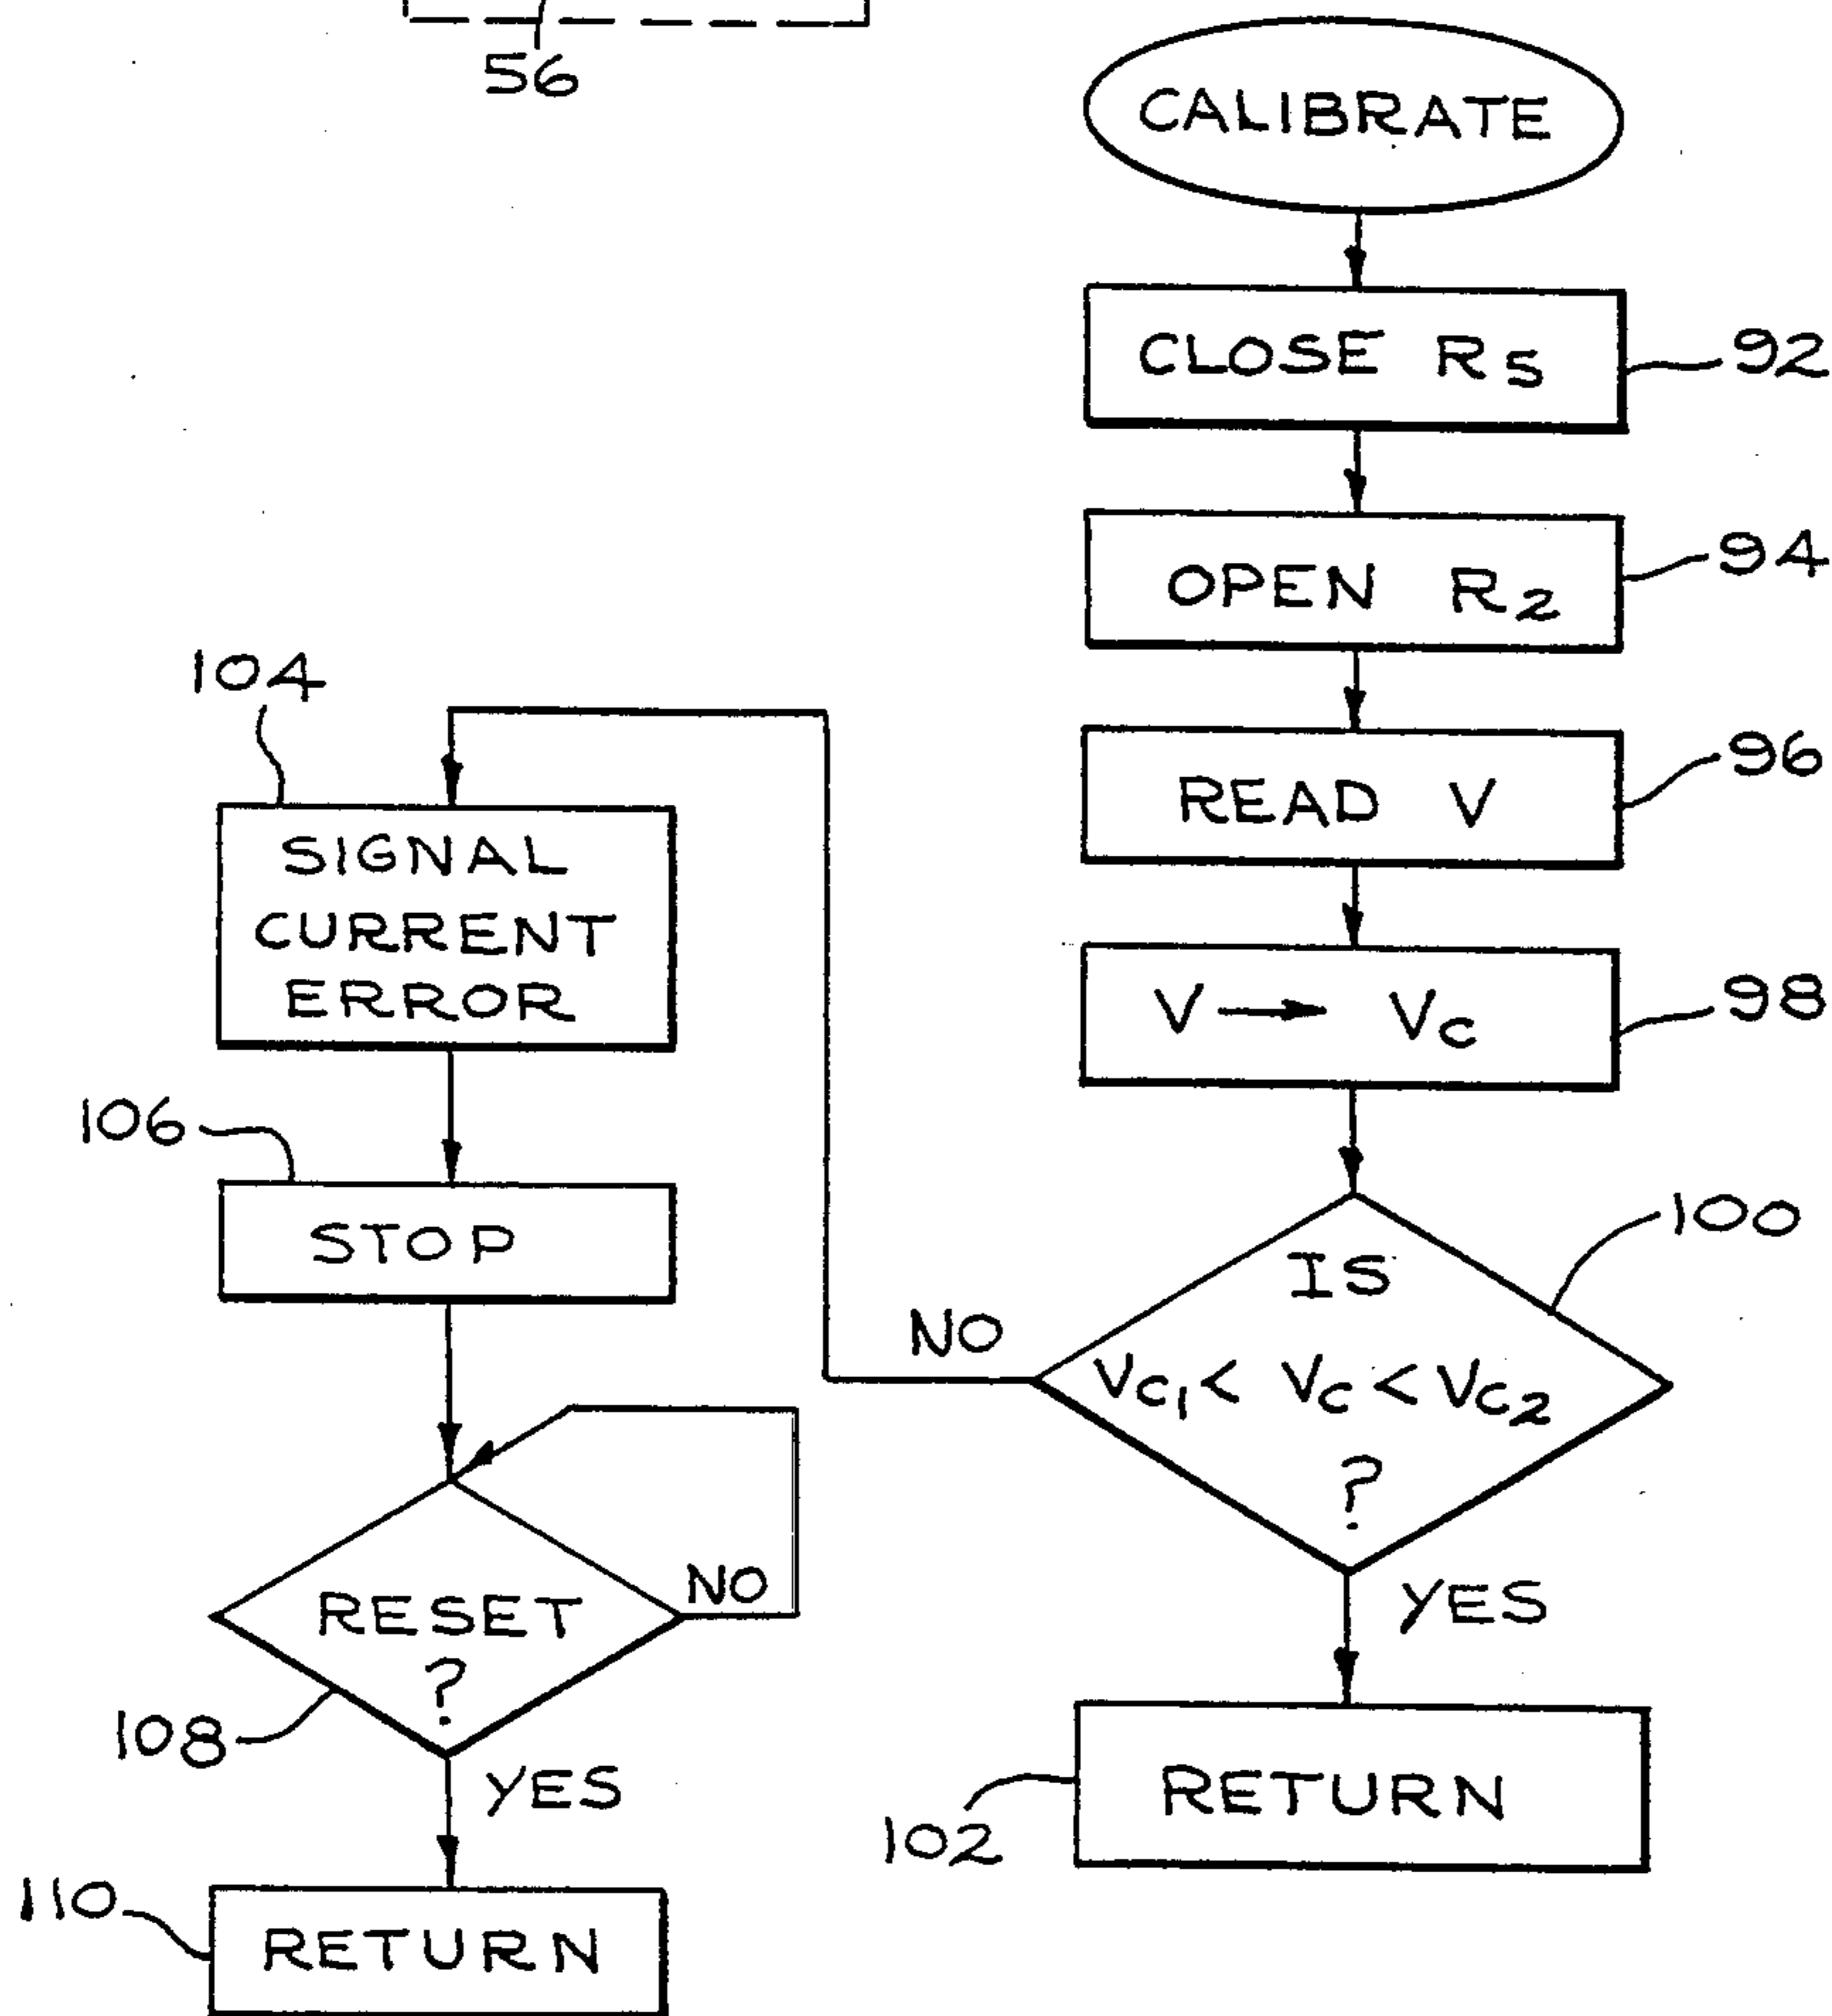 56
CALIBRATE
CLOSE RS
92
OPEN R2
94
READ V
96
V → VC
98
IS
VC1 < VC < VC2
?
100
NO
YES
RETURN
102
104
SIGNAL
CURRENT
ERROR
106
STOP
RESET
?
NO
108
YES
110
RETURN